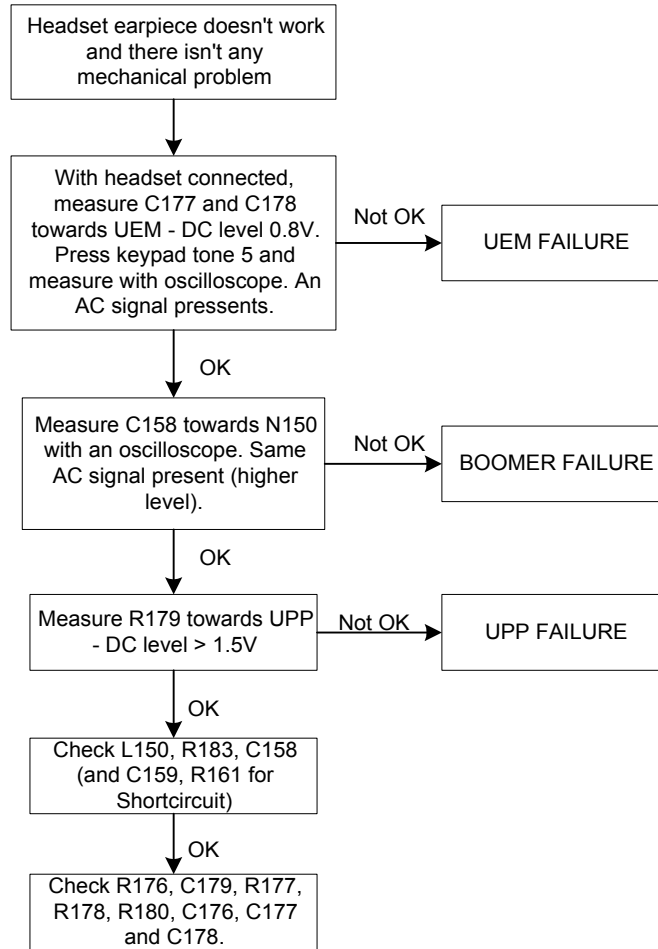 Headset earpiece doesn't work
and there isn't any
mechanical problem
With headset connected,
measure C177 and C178
towards UEM - DC level 0.8V.
Press keypad tone 5 and
measure with oscilloscope. An
AC signal pressents.
Not OK
UEM FAILURE
OK
Measure C158 towards N150
with an oscilloscope. Same
AC signal present (higher
level).
Not OK
BOOMER FAILURE
OK
Measure R179 towards UPP
- DC level > 1.5V
Not OK
UPP FAILURE
OK
Check L150, R183, C158
(and C159, R161 for
Shortcircuit)
OK
Check R176, C179, R177,
R178, R180, C176, C177
and C178.